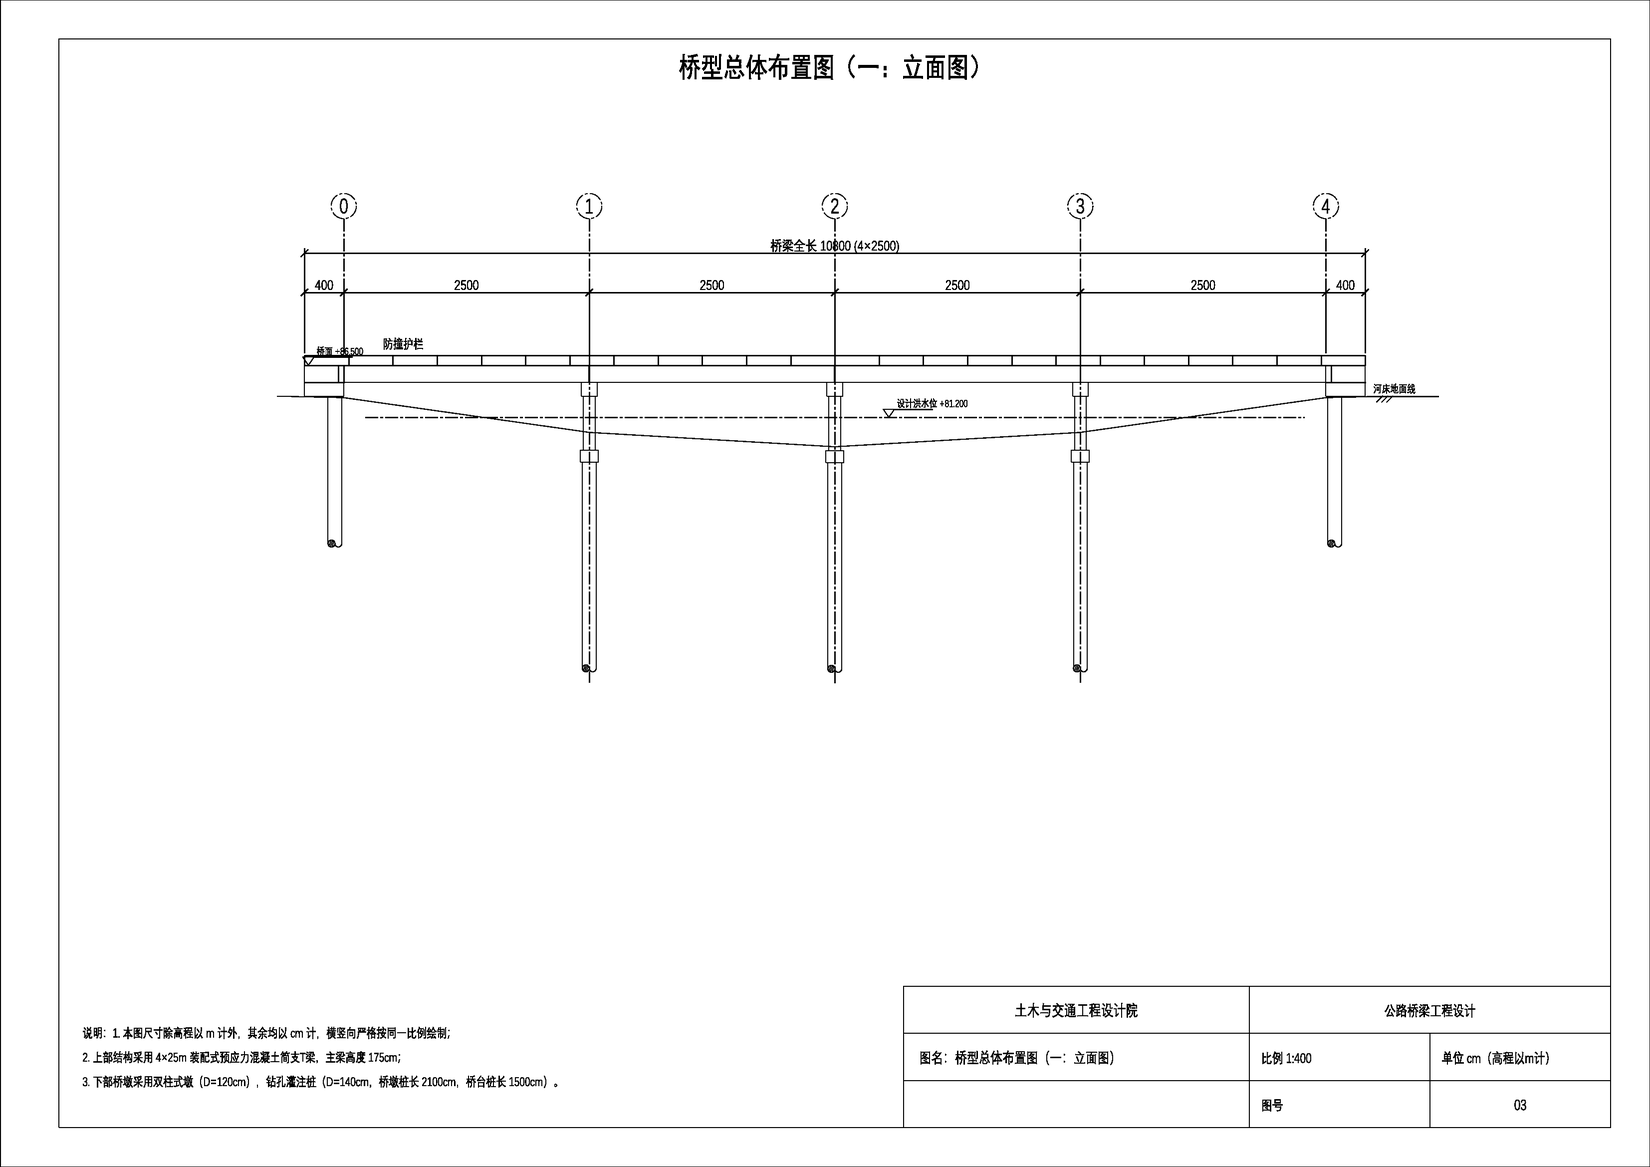 桥型总体布置图（一：立面图）
0 1 2 3 4
桥梁全长 10800 (4×2500)
400 2500 2500 2500 2500 400
防撞护栏
桥面 +86.500
河床地面线
设计洪水位 +81.200
说明：1. 本图尺寸除高程以 m 计外，其余均以 cm 计，横竖向严格按同一比例绘制；
2. 上部结构采用 4×25m 装配式预应力混凝土简支T梁，主梁高度 175cm；
3. 下部桥墩采用双柱式墩（D=120cm），钻孔灌注桩（D=140cm，桥墩桩长 2100cm，桥台桩长 1500cm）。
土木与交通工程设计院 公路桥梁工程设计
图名：桥型总体布置图（一：立面图） 比例 1:400 单位 cm（高程以m计）
图号 03